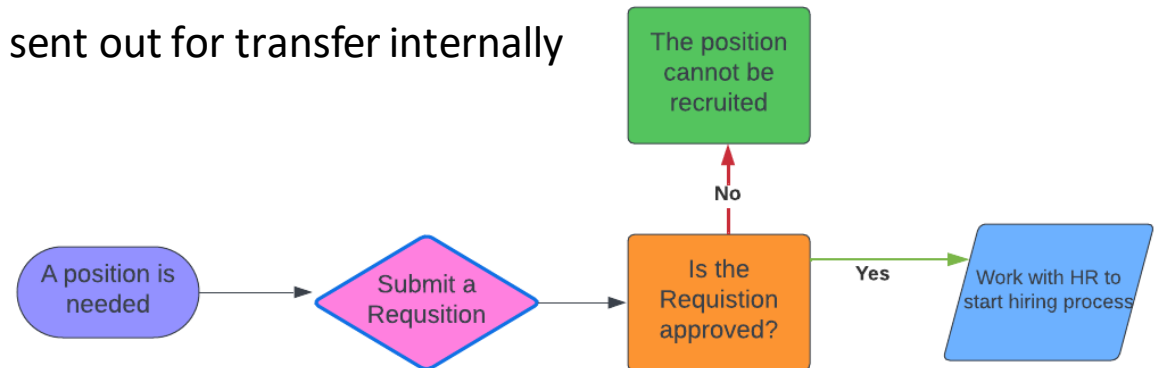 sent out for transfer internally
The position
cannot be
recruited
No
A position is
needed
Submit a
Requsition
Is the
Requistion
approved?
Yes
Work with HR to
start hiring process